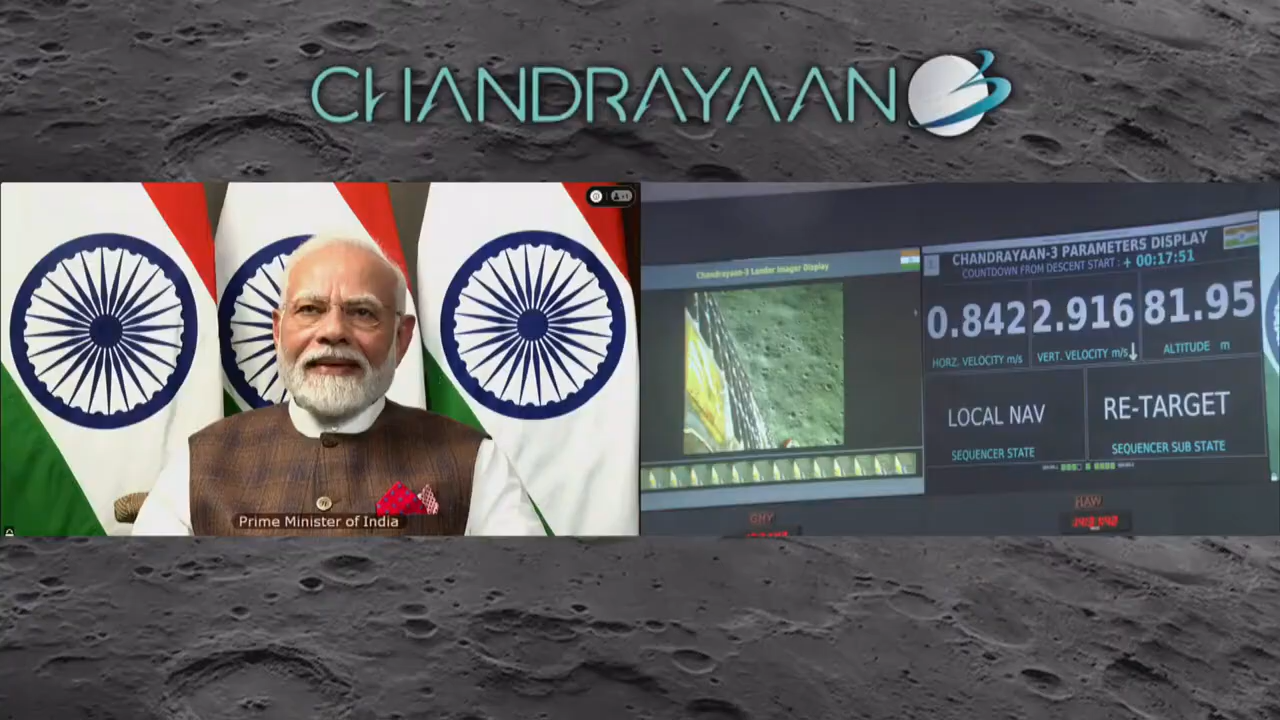 CHANDRAYAAN 3
Prime Minister of India
Chandrayaan-3 Lander Imager Display
CHANDRAYAAN-3 PARAMETERS DISPLAY
COUNTDOWN FROM DESCENT START : + 00:17:51
0.842 2.916 81.95
HORZ. VELOCITY m/s VERT. VELOCITY m/s ALTITUDE m
LOCAL NAV RE-TARGET
SEQUENCER STATE SEQUENCER SUB STATE